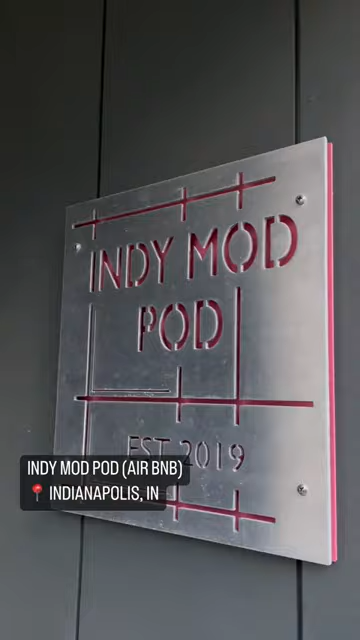 INDY MOD
POD
EST 2019
INDY MOD POD (AIR BNB)
📍 INDIANAPOLIS, IN